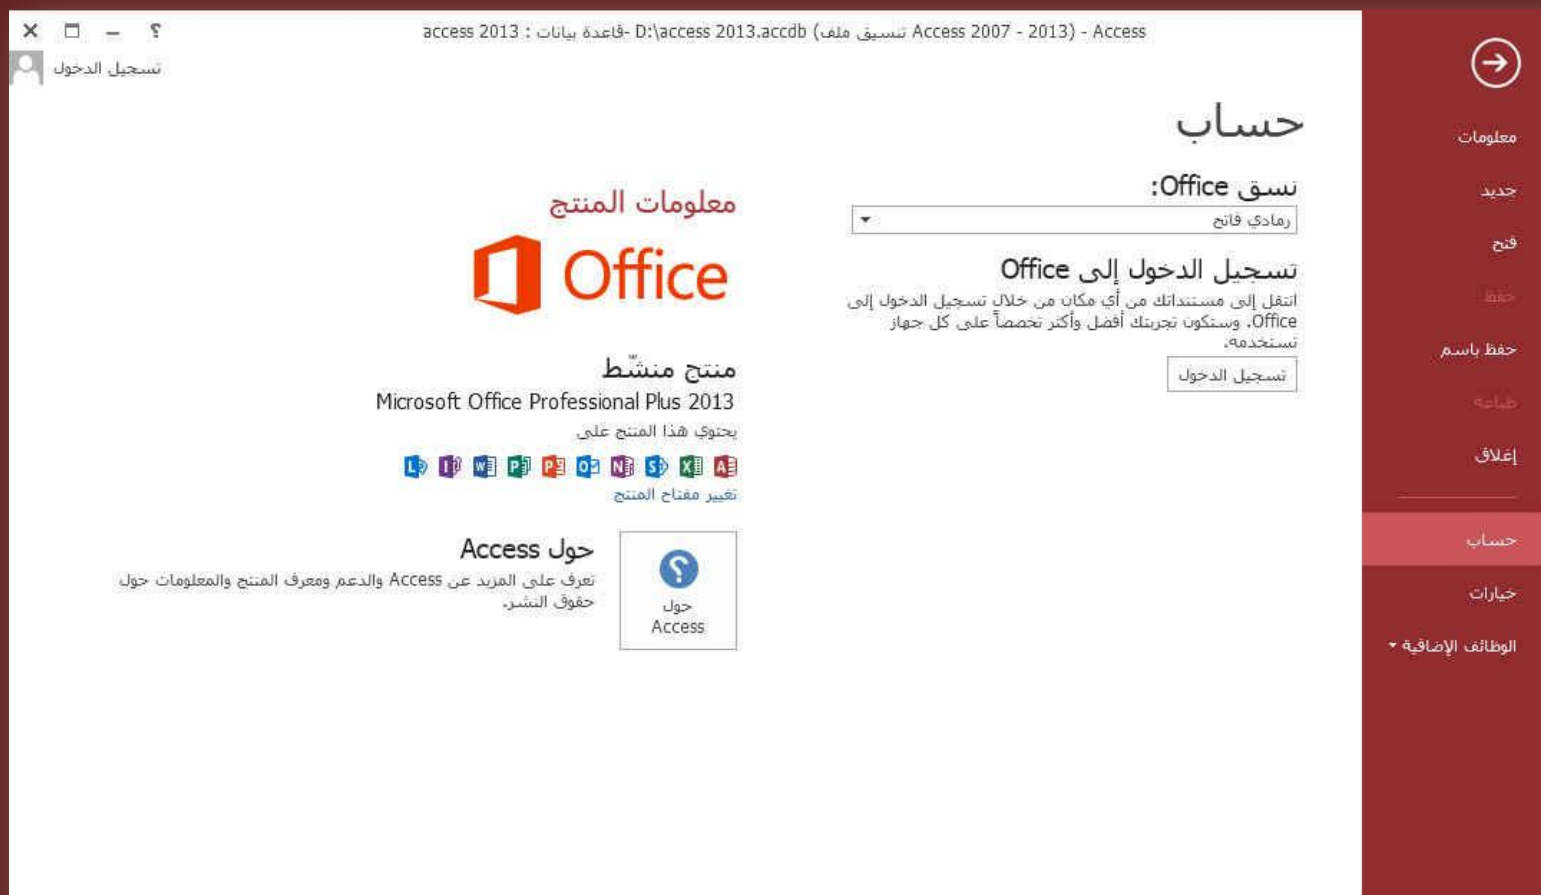 access 2013 : قاعدة بيانات- D:\access 2013.accdb (تنسيق ملف Access 2007 - 2013) - Access
؟
تسجيل الدخول
معلومات
جديد
فتح
حفظ
حفظ باسم
طباعة
إغلاق
حساب
خيارات
الوظائف الإضافية
حساب
نسق Office:
رمادي فاتح
تسجيل الدخول إلى Office
انتقل إلى مستنداتك من أي مكان من خلال تسجيل الدخول إلى
Office. وستكون تجربتك أفضل وأكثر تخصصاً على كل جهاز
تستخدمه.
تسجيل الدخول
معلومات المنتج
Office
منتج منشّط
Microsoft Office Professional Plus 2013
يحتوي هذا المنتج على
تغيير مفتاح المنتج
حول
Access
حول Access
تعرف على المزيد عن Access والدعم ومعرف المنتج والمعلومات حول
حقوق النشر.